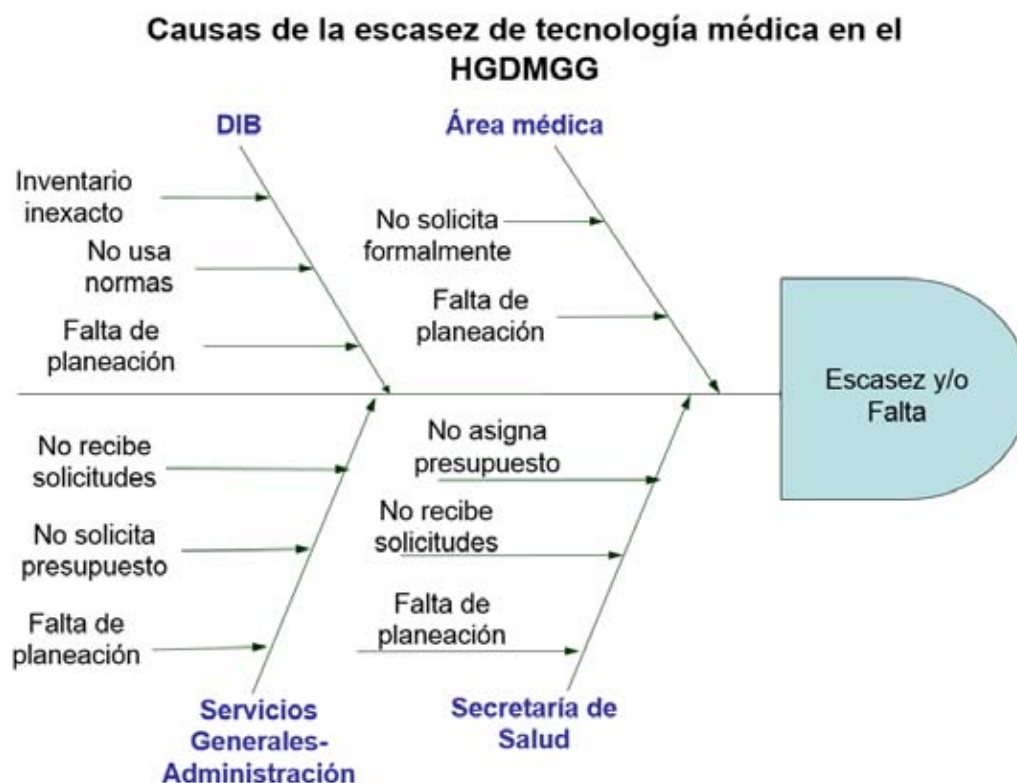 Causas de la escasez de tecnología médica en el
HGDMGG
DIB
Área médica
Inventario
inexacto
No usa
normas
Falta de
planeación
No solicita
formalmente
Falta de
planeación
Escasez y/o
Falta
No recibe
solicitudes
No solicita
presupuesto
Falta de
planeación
No asigna
presupuesto
No recibe
solicitudes
Falta de
planeación
Servicios
Generales-
Administración
Secretaría de
Salud